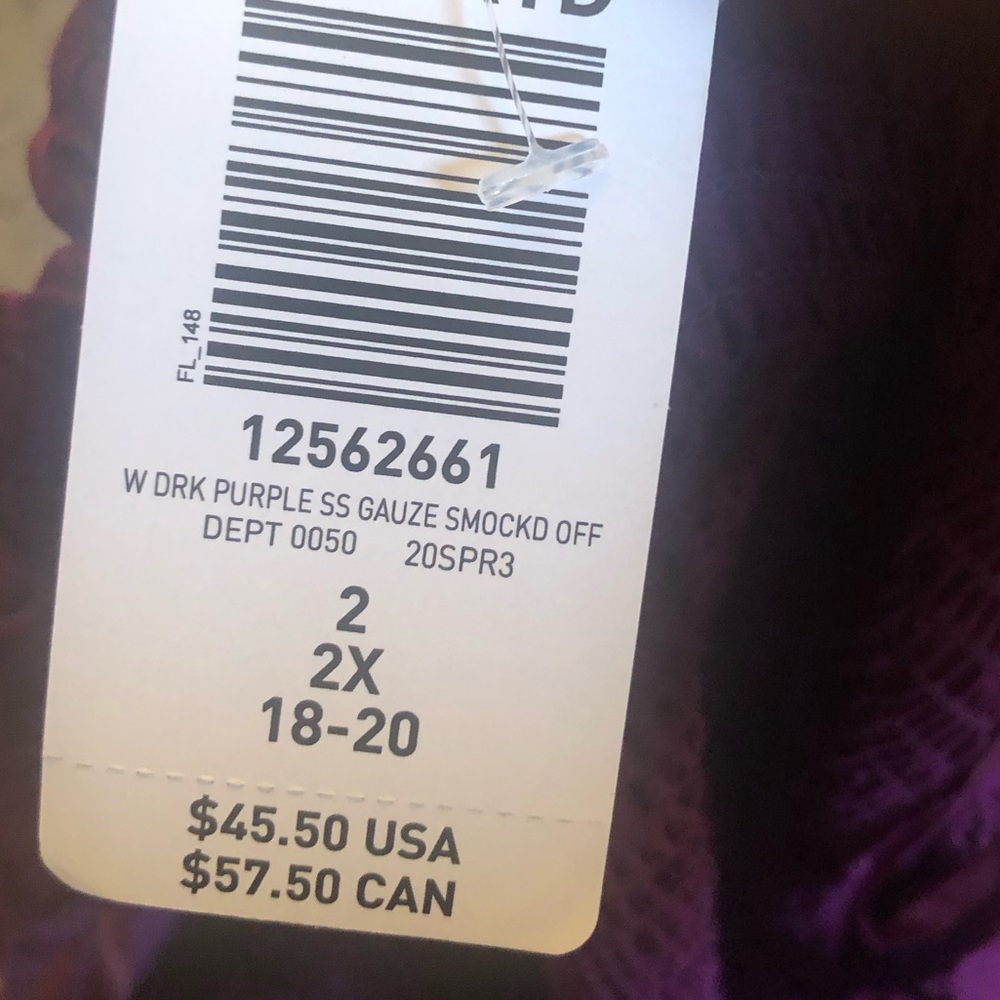 FL_148
12562661
W DRK PURPLE SS GAUZE SMOCKD OFF
DEPT 0050 20SPR3
2
2X
18-20
$45.50 USA
$57.50 CAN